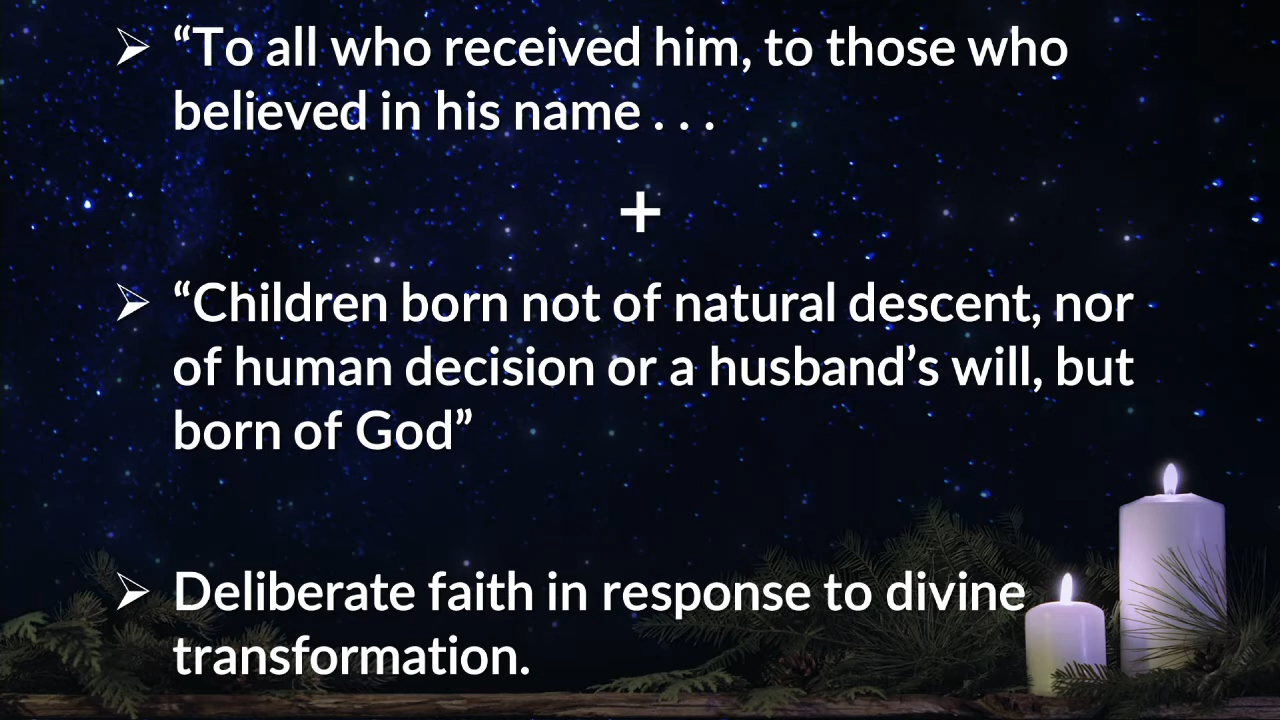 ➢ “To all who received him, to those who
believed in his name . . .
+
➢ “Children born not of natural descent, nor
of human decision or a husband’s will, but
born of God”
➢ Deliberate faith in response to divine
transformation.